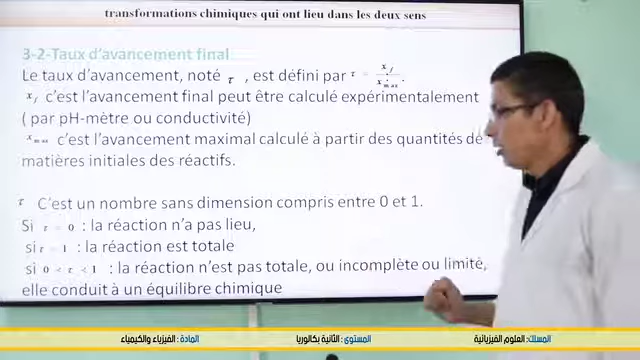 transformations chimiques qui ont lieu dans les deux sens
3-2-Taux d'avancement final
Le taux d'avancement, noté τ , est défini par τ = x_f / x_max .
x_f c'est l'avancement final peut être calculé expérimentalement
( par pH-mètre ou conductivité)
x_max c'est l'avancement maximal calculé à partir des quantités de
matières initiales des réactifs.
τ C'est un nombre sans dimension compris entre 0 et 1.
Si τ = 0 : la réaction n'a pas lieu,
si τ = 1 : la réaction est totale
si 0 < τ < 1 : la réaction n'est pas totale, ou incomplète ou limité,
elle conduit à un équilibre chimique
المسلك: العلوم الفيزيائية المستوى: الثانية بكالوريا المادة: الفيزياء والكيمياء